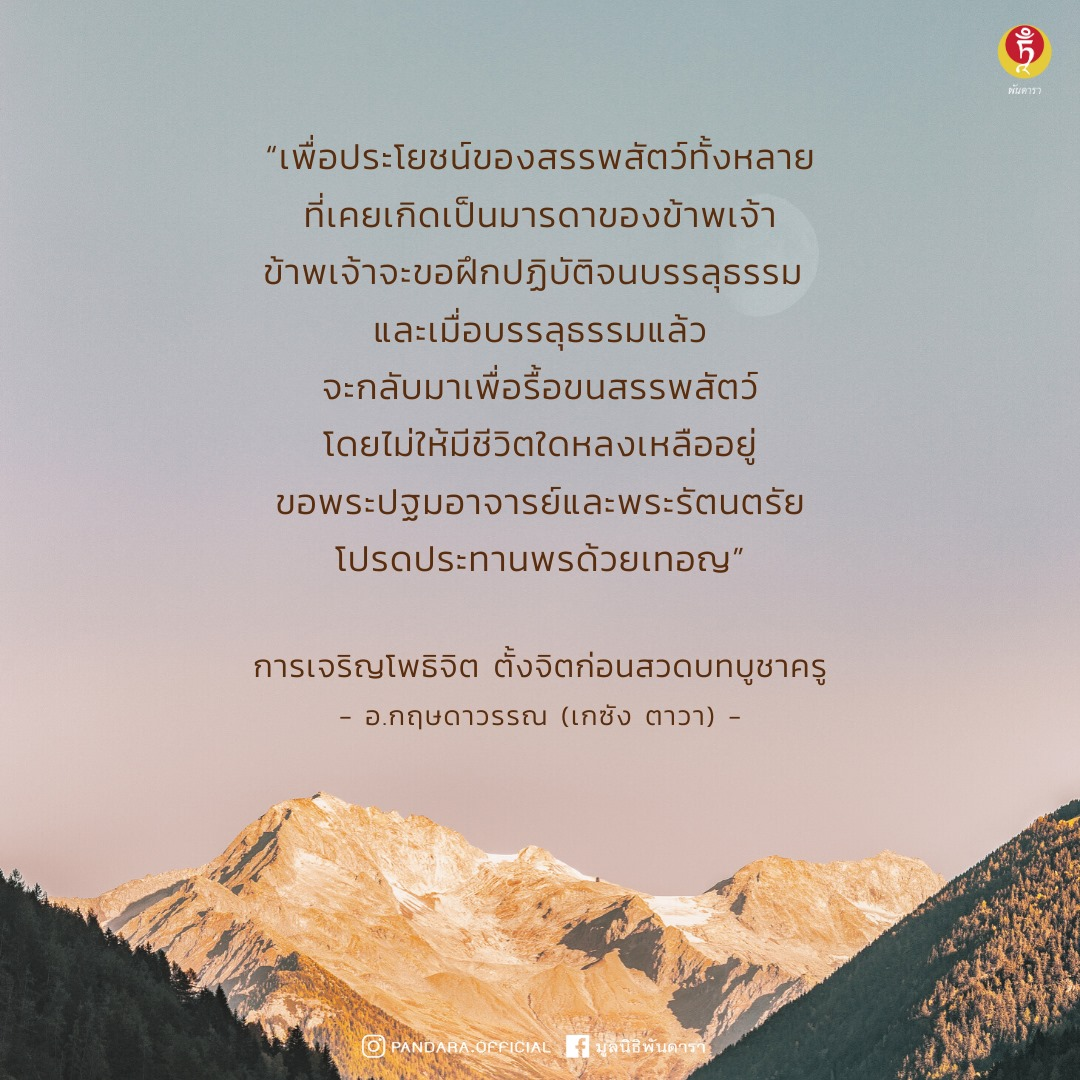 พันดารา
“เพื่อประโยชน์ของสรรพสัตว์ทั้งหลาย
ที่เคยเกิดเป็นมารดาของข้าพเจ้า
ข้าพเจ้าจะขอฝึกปฏิบัติจนบรรลุธรรม
และเมื่อบรรลุธรรมแล้ว
จะกลับมาเพื่อรื้อขนสรรพสัตว์
โดยไม่ให้มีชีวิตใดหลงเหลืออยู่
ขอพระปฐมอาจารย์และพระรัตนตรัย
โปรดประทานพรด้วยเทอญ”
การเจริญโพธิจิต ตั้งจิตก่อนสวดบทบูชาครู
– อ.กฤษดาวรรณ (เกซัง ตาวา) –
PANDARA.OFFICIAL มูลนิธิพันดารา